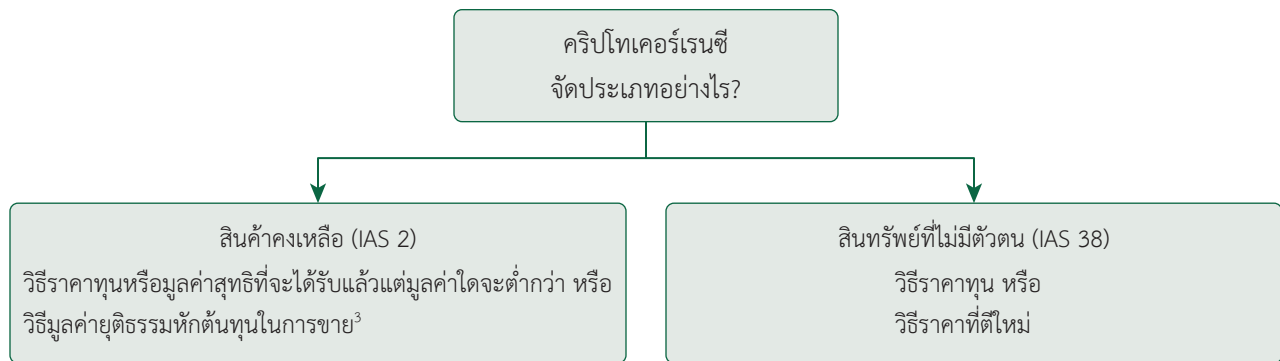 คริปโทเคอร์เรนซี
จัดประเภทอย่างไร?
สินค้าคงเหลือ (IAS 2)
วิธีราคาทุนหรือมูลค่าสุทธิที่จะได้รับแล้วแต่มูลค่าใดจะต่ำกว่า หรือ
วิธีมูลค่ายุติธรรมหักต้นทุนในการขาย³
สินทรัพย์ที่ไม่มีตัวตน (IAS 38)
วิธีราคาทุน หรือ
วิธีราคาที่ตีใหม่